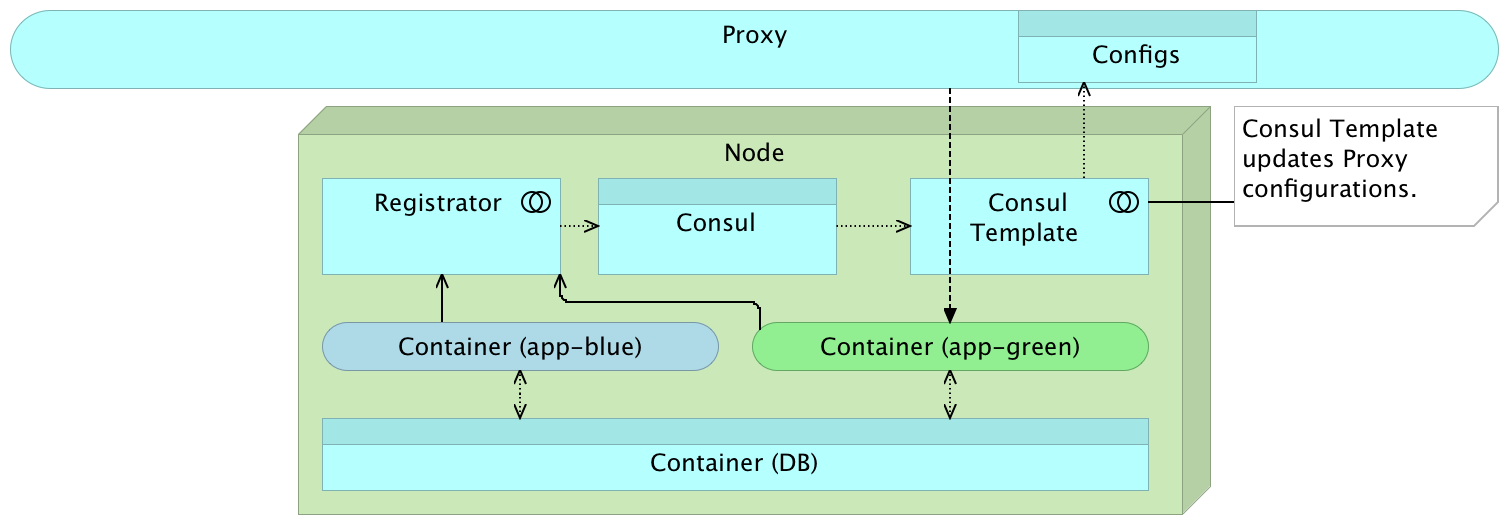 Proxy
Configs
Node
Consul Template
updates Proxy
configurations.
Registrator
Consul
Consul
Template
Container (app-blue)
Container (app-green)
Container (DB)